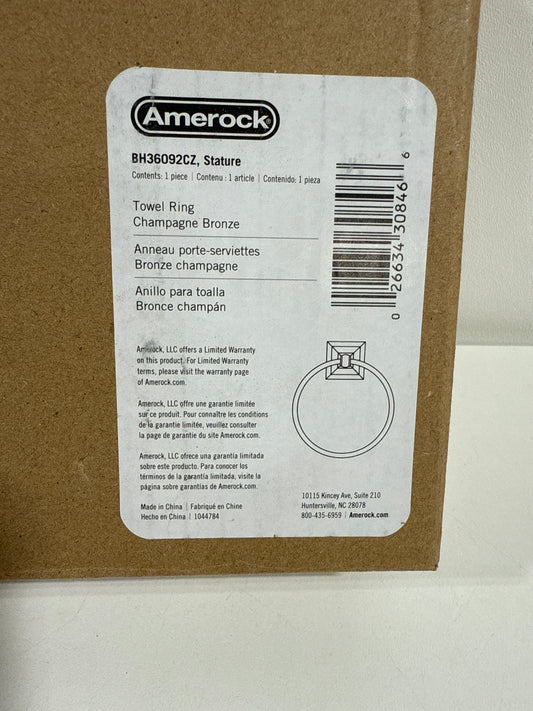 Amerock®
BH36092CZ, Stature
Contents: 1 piece | Contenu : 1 article | Contenido: 1 pieza
Towel Ring
Champagne Bronze
Anneau porte-serviettes
Bronze champagne
Anillo para toalla
Bronce champán
0 26634 30846 6
Amerock, LLC offers a Limited Warranty
on this product. For Limited Warranty
terms, please visit the warranty page
of Amerock.com.
Amerock, LLC offre une garantie limitée
sur ce produit. Pour connaître les conditions
de la garantie limitée, veuillez consulter
la page de garantie du site Amerock.com.
Amerock, LLC ofrece una garantía limitada
sobre este producto. Para conocer los
términos de la garantía limitada, visite la
página sobre garantías de Amerock.com.
Made in China | Fabriqué en Chine
Hecho en China | 1044784
10115 Kincey Ave, Suite 210
Huntersville, NC 28078
800-435-6959 | Amerock.com